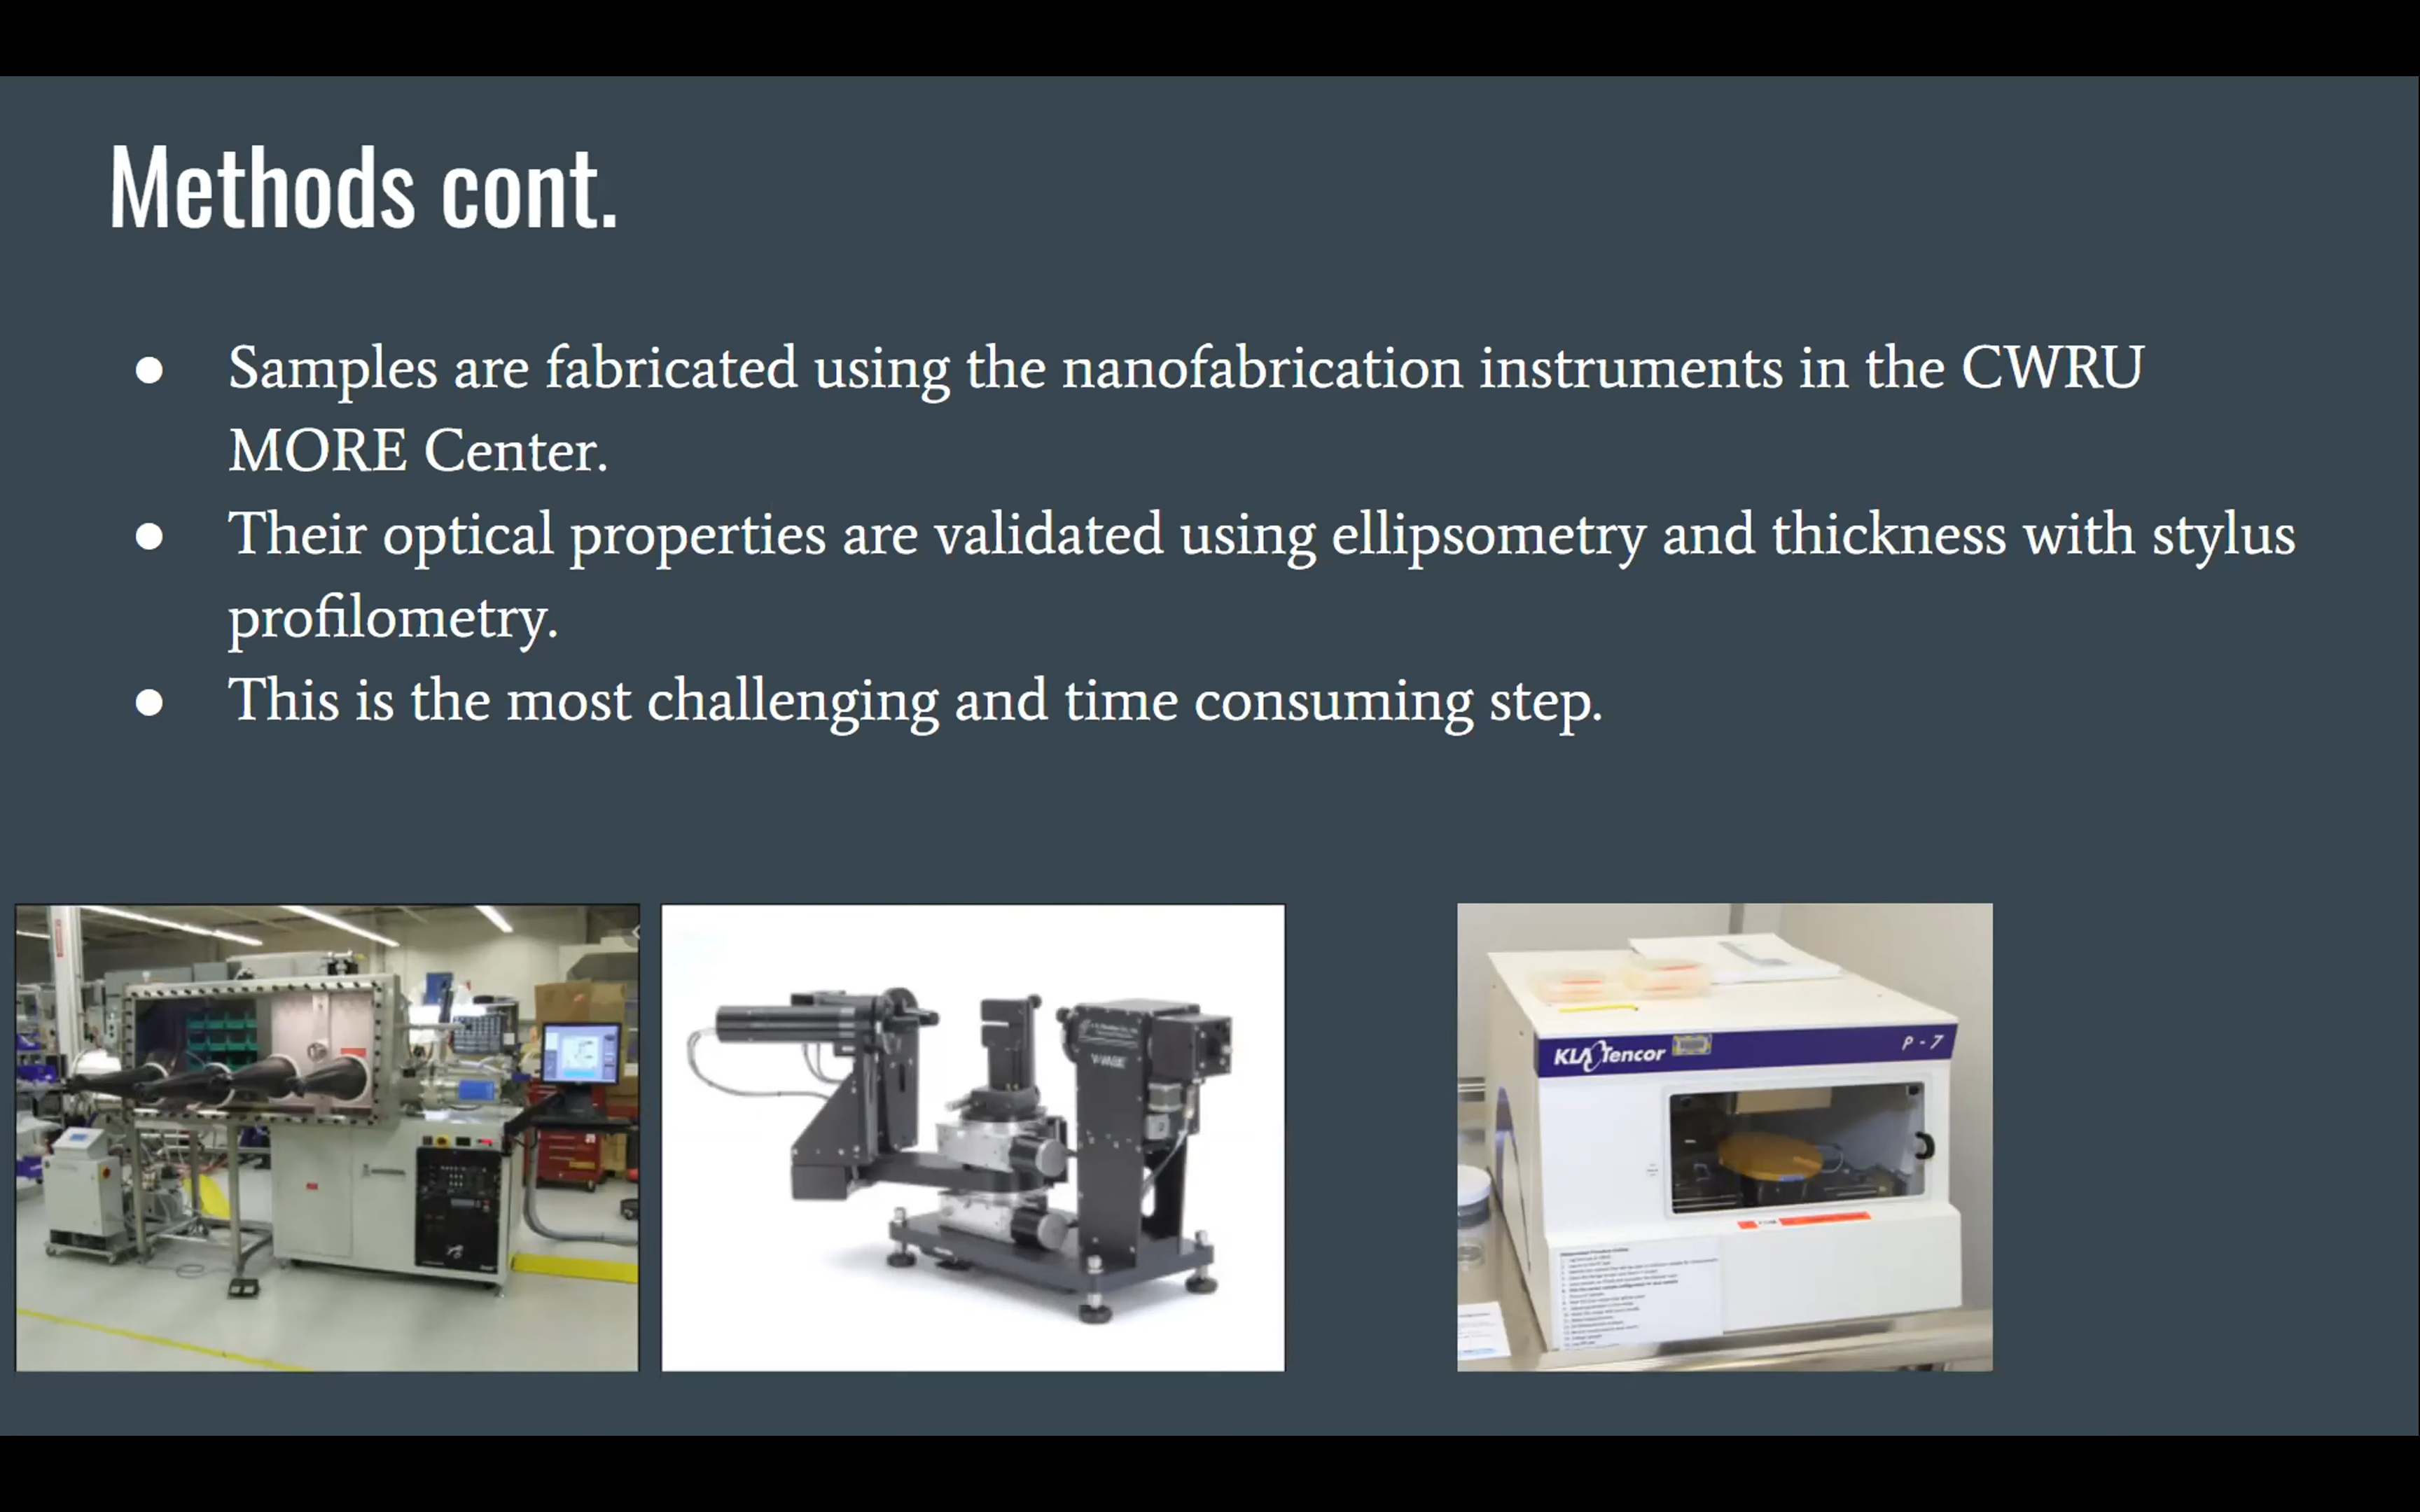 Methods cont.
● Samples are fabricated using the nanofabrication instruments in the CWRU
MORE Center.
● Their optical properties are validated using ellipsometry and thickness with stylus
profilometry.
● This is the most challenging and time consuming step.
KLA Tencor
P-7